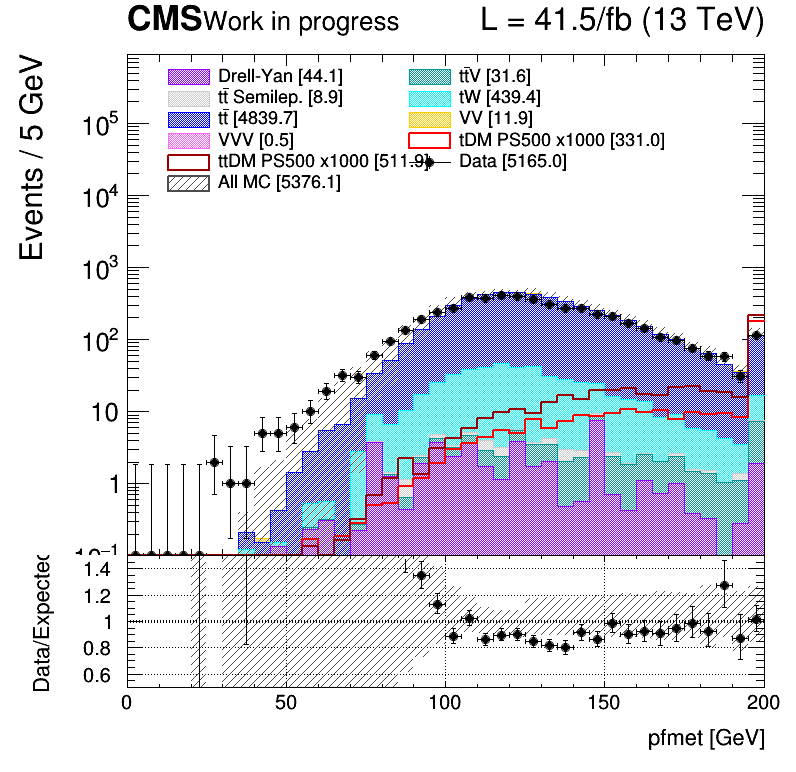 CMS Work in progress L = 41.5/fb (13 TeV)
Events / 5 GeV
Drell-Yan [44.1] tt̄V [31.6]
tt̄ Semilep. [8.9] tW [439.4]
tt̄ [4839.7] VV [11.9]
VVV [0.5] tDM PS500 x1000 [331.0]
ttDM PS500 x1000 [511.9] Data [5165.0]
All MC [5376.1]
10⁵
10⁴
10³
10²
10
1
10⁻¹
Data/Expected
1.4
1.2
1
0.8
0.6
0 50 100 150 200
pfmet [GeV]